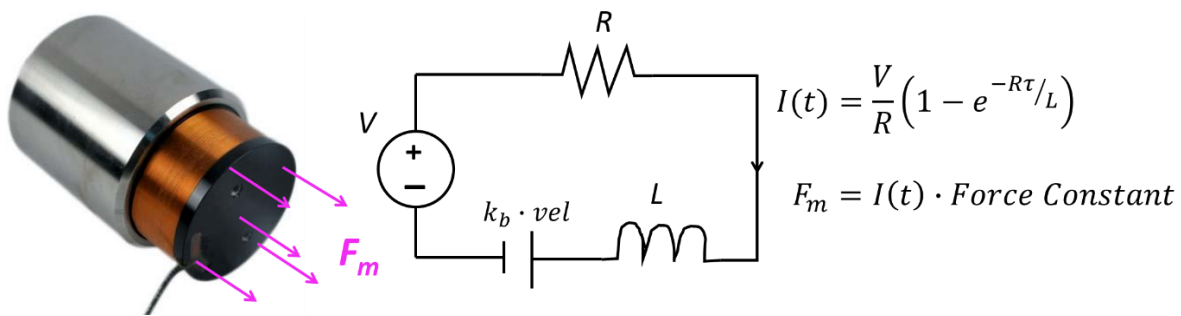 R
V
+
−
k_b · vel
L
F_m
I(t) = V/R (1 − e^{−Rτ/L})
F_m = I(t) · Force Constant